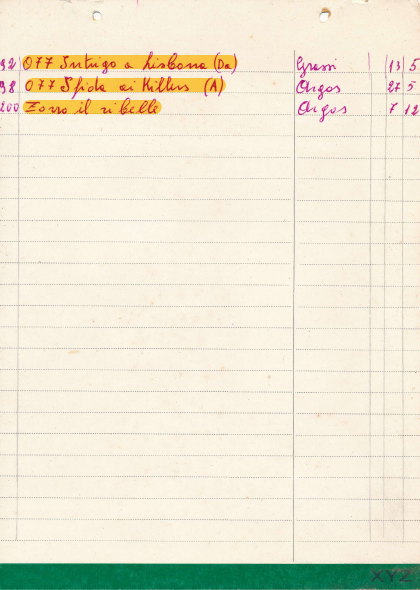 92 077 Intrigo a Lisbona (Da) Grassi 13 5
98 077 Sfida ai Killers (A) Argos 27 5
200 Zorro il ribelle Argos 7 12
XYZ